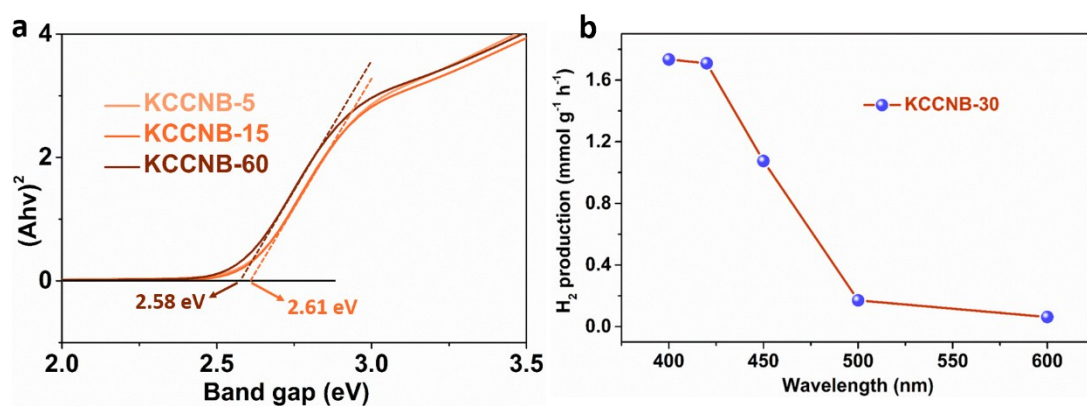 a
(Ahv)²
4
2
0
KCCNB-5
KCCNB-15
KCCNB-60
2.58 eV
2.61 eV
2.0
2.5
3.0
3.5
Band gap (eV)
b
H₂ production (mmol g⁻¹ h⁻¹)
1.6
1.2
0.8
0.4
0.0
KCCNB-30
400
450
500
550
600
Wavelength (nm)